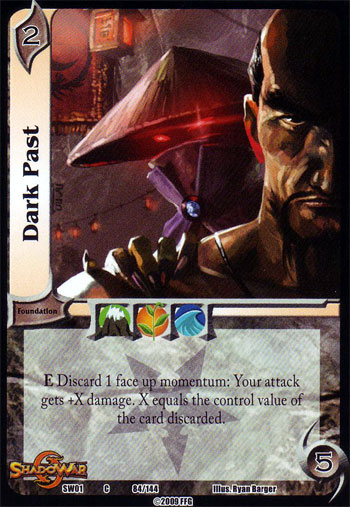 2
Dark Past
Foundation
E Discard 1 face up momentum: Your attack
gets +X damage. X equals the control value of
the card discarded.
5
SHADOWAR
SW01 C 84/144 Illus. Ryan Barger
©2009 FFG